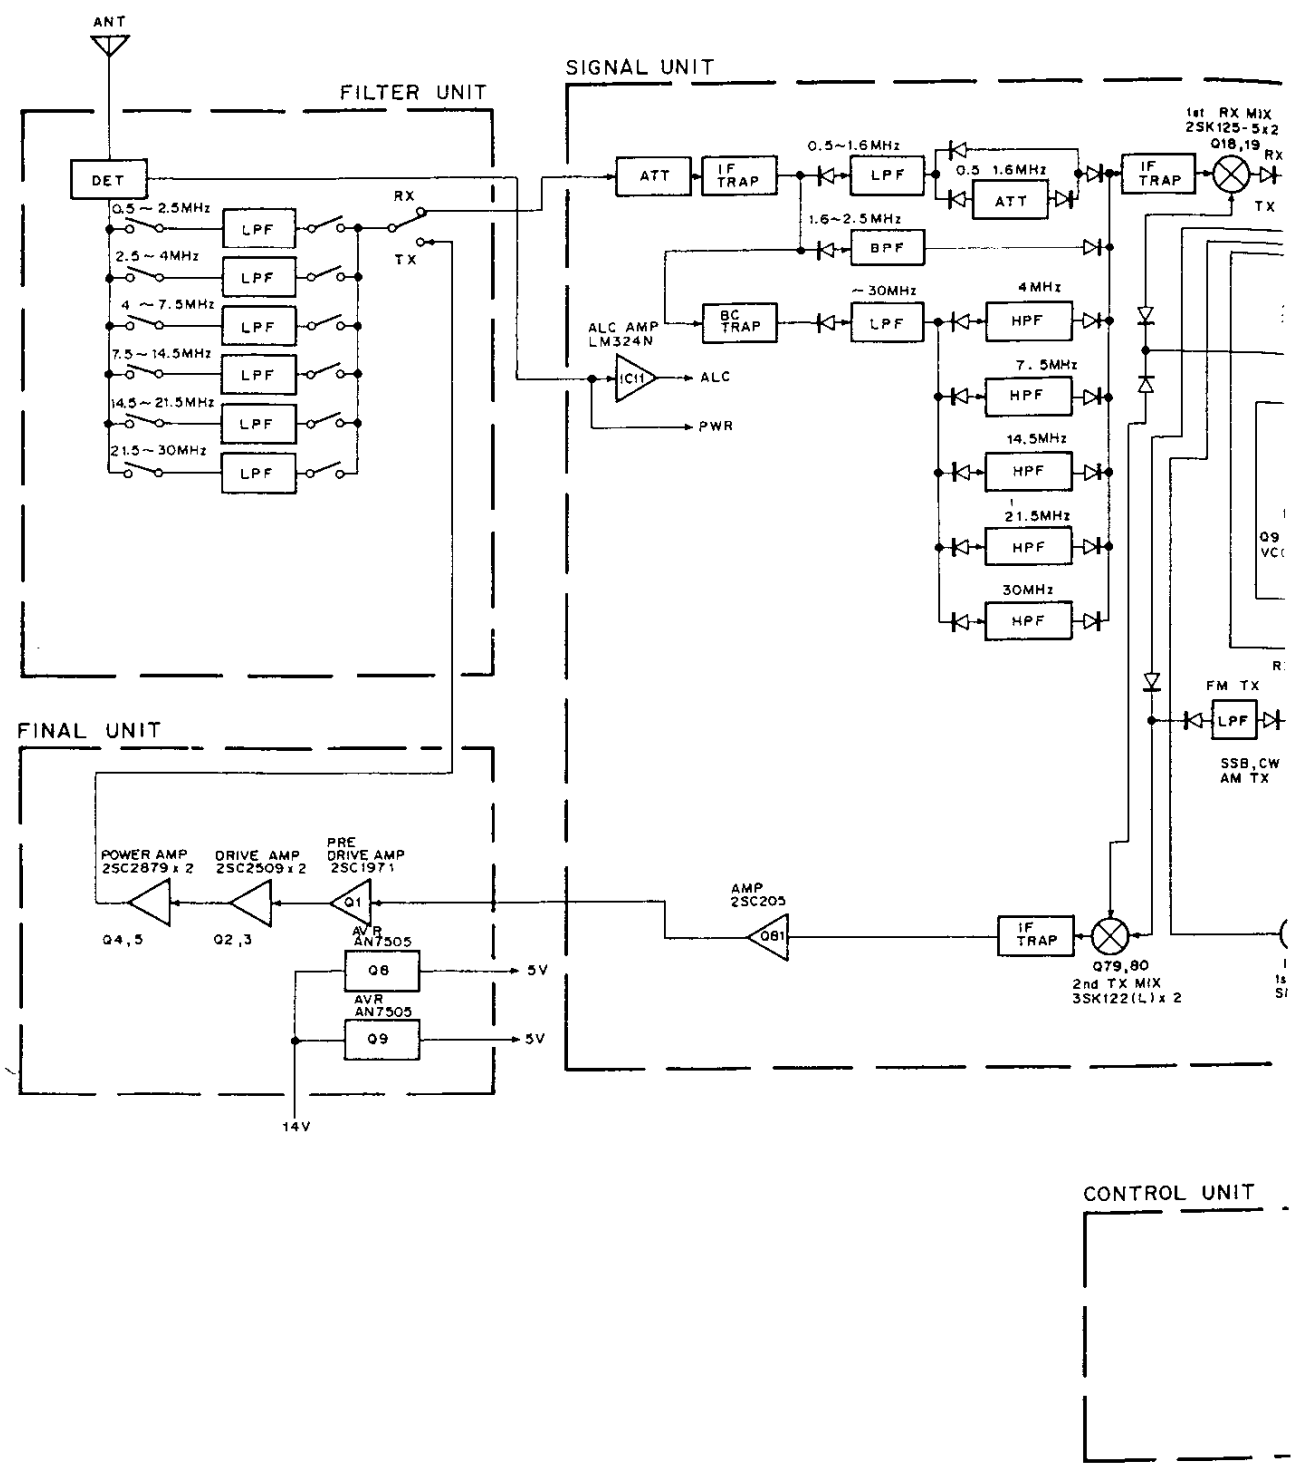 ANT
FILTER UNIT
DET
0.5~2.5MHz
LPF
2.5~4MHz
LPF
4~7.5MHz
LPF
7.5~14.5MHz
LPF
14.5~21.5MHz
LPF
21.5~30MHz
LPF
RX
TX
SIGNAL UNIT
ATT
IF
TRAP
0.5~1.6MHz
LPF
0.5 1.6MHz
ATT
1.6~2.5MHz
BPF
BC
TRAP
~30MHz
LPF
4MHz
HPF
7.5MHz
HPF
14.5MHz
HPF
21.5MHz
HPF
30MHz
HPF
IF
TRAP
1st RX MIX
2SK125-5x2
Q18,19
RX
TX
ALC AMP
LM324N
IC11
ALC
PWR
Q9
FM TX
LPF
SSB,CW
AM TX
AMP
2SC205
Q81
IF
TRAP
Q79,80
2nd TX MIX
3SK122(L)x2
FINAL UNIT
POWER AMP
2SC2879x2
Q4,5
DRIVE AMP
2SC2509x2
Q2,3
PRE
DRIVE AMP
2SC1971
Q1
AVR
AN7505
Q8
5V
AVR
AN7505
Q9
5V
14V
CONTROL UNIT